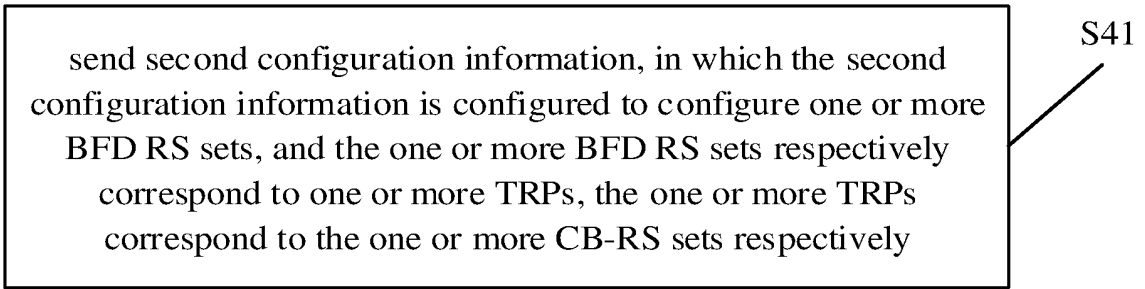 send second configuration information, in which the second
configuration information is configured to configure one or more
BFD RS sets, and the one or more BFD RS sets respectively
correspond to one or more TRPs, the one or more TRPs
correspond to the one or more CB-RS sets respectively
S41